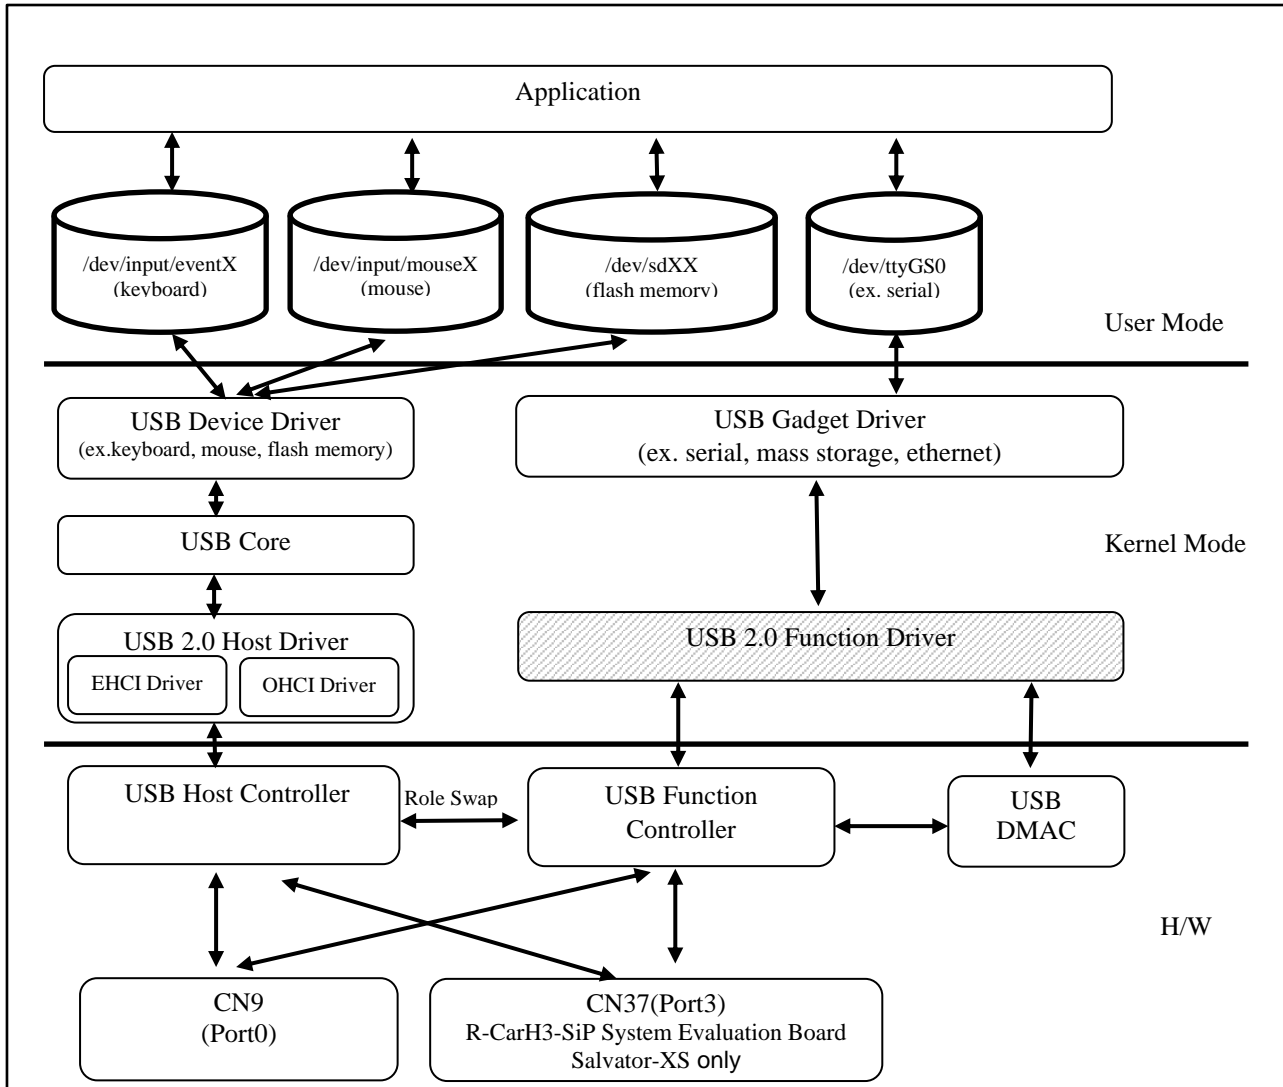 Application
/dev/input/eventX
(keyboard)
/dev/input/mouseX
(mouse)
/dev/sdXX
(flash memory)
/dev/ttyGS0
(ex. serial)
User Mode
USB Device Driver
(ex.keyboard, mouse, flash memory)
USB Gadget Driver
(ex. serial, mass storage, ethernet)
USB Core
Kernel Mode
USB 2.0 Host Driver
EHCI Driver
OHCI Driver
USB 2.0 Function Driver
USB Host Controller
Role Swap
USB Function
Controller
USB
DMAC
H/W
CN9
(Port0)
CN37(Port3)
R-CarH3-SiP System Evaluation Board
Salvator-XS only